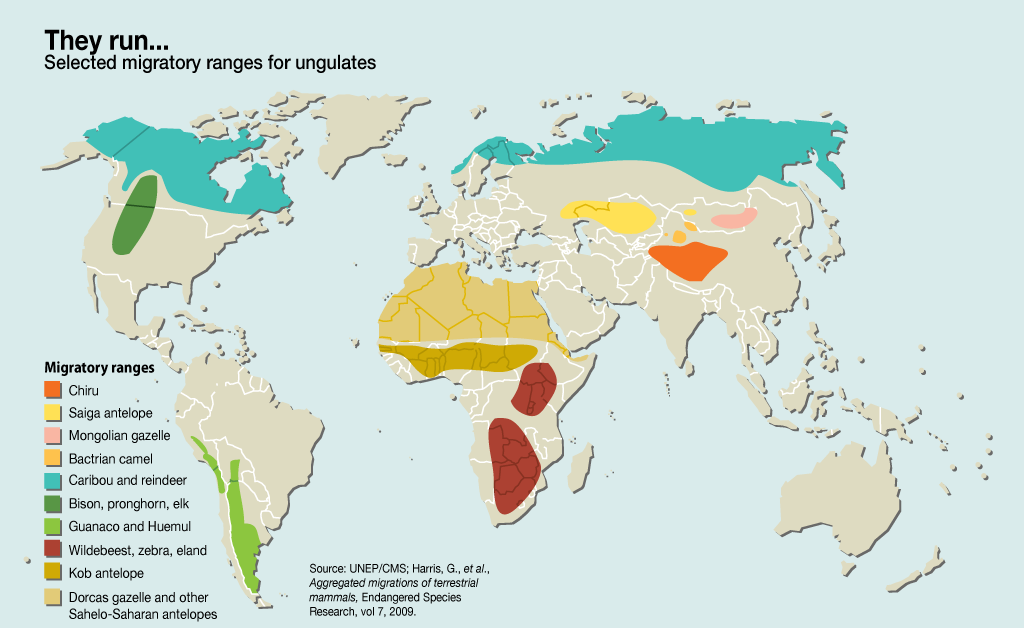 They run...
Selected migratory ranges for ungulates
Migratory ranges
Chiru
Saiga antelope
Mongolian gazelle
Bactrian camel
Caribou and reindeer
Bison, pronghorn, elk
Guanaco and Huemul
Wildebeest, zebra, eland
Kob antelope
Dorcas gazelle and other
Sahelo-Saharan antelopes
Source: UNEP/CMS; Harris, G., et al.,
Aggregated migrations of terrestrial
mammals, Endangered Species
Research, vol 7, 2009.